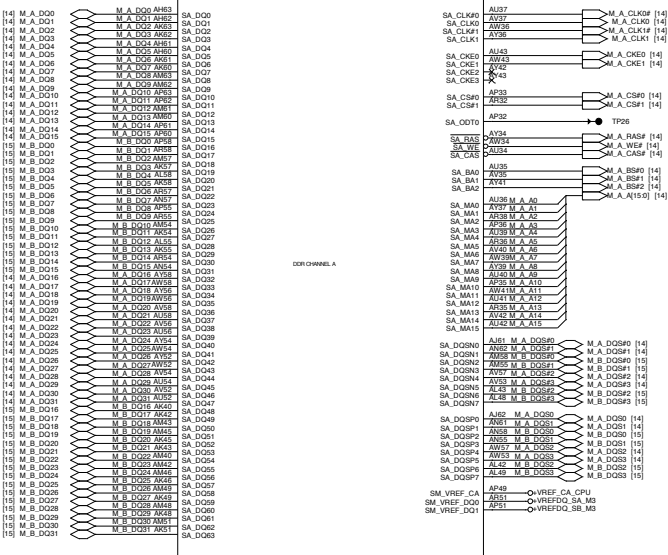 [14] M_A_DQ0 M_A_DQ0 AH63 SA_DQ0
[14] M_A_DQ1 M_A_DQ1 AH62 SA_DQ1
[14] M_A_DQ2 M_A_DQ2 AK63 SA_DQ2
[14] M_A_DQ3 M_A_DQ3 AK62 SA_DQ3
[14] M_A_DQ4 M_A_DQ4 AH61 SA_DQ4
[14] M_A_DQ5 M_A_DQ5 AH60 SA_DQ5
[14] M_A_DQ6 M_A_DQ6 AK61 SA_DQ6
[14] M_A_DQ7 M_A_DQ7 AK60 SA_DQ7
[14] M_A_DQ8 M_A_DQ8 AM63 SA_DQ8
[14] M_A_DQ9 M_A_DQ9 AM62 SA_DQ9
[14] M_A_DQ10 M_A_DQ10 AP63 SA_DQ10
[14] M_A_DQ11 M_A_DQ11 AP62 SA_DQ11
[14] M_A_DQ12 M_A_DQ12 AM61 SA_DQ12
[14] M_A_DQ13 M_A_DQ13 AM60 SA_DQ13
[14] M_A_DQ14 M_A_DQ14 AP61 SA_DQ14
[14] M_A_DQ15 M_A_DQ15 AP60 SA_DQ15
[15] M_B_DQ0 M_B_DQ0 AP58 SA_DQ16
[15] M_B_DQ1 M_B_DQ1 AR58 SA_DQ17
[15] M_B_DQ2 M_B_DQ2 AM57 SA_DQ18
[15] M_B_DQ3 M_B_DQ3 AK57 SA_DQ19
[15] M_B_DQ4 M_B_DQ4 AL58 SA_DQ20
[15] M_B_DQ5 M_B_DQ5 AK58 SA_DQ21
[15] M_B_DQ6 M_B_DQ6 AR57 SA_DQ22
[15] M_B_DQ7 M_B_DQ7 AN57 SA_DQ23
[15] M_B_DQ8 M_B_DQ8 AP55 SA_DQ24
[15] M_B_DQ9 M_B_DQ9 AR55 SA_DQ25
[15] M_B_DQ10 M_B_DQ10 AM54 SA_DQ26
[15] M_B_DQ11 M_B_DQ11 AK54 SA_DQ27
[15] M_B_DQ12 M_B_DQ12 AL55 SA_DQ28
[15] M_B_DQ13 M_B_DQ13 AK55 SA_DQ29
[15] M_B_DQ14 M_B_DQ14 AR54 SA_DQ30
[15] M_B_DQ15 M_B_DQ15 AN54 SA_DQ31
[14] M_A_DQ16 M_A_DQ16 AY58 SA_DQ32
[14] M_A_DQ17 M_A_DQ17AW58 SA_DQ33
[14] M_A_DQ18 M_A_DQ18 AY56 SA_DQ34
[14] M_A_DQ19 M_A_DQ19AW56 SA_DQ35
[14] M_A_DQ20 M_A_DQ20 AV58 SA_DQ36
[14] M_A_DQ21 M_A_DQ21 AU58 SA_DQ37
[14] M_A_DQ22 M_A_DQ22 AV56 SA_DQ38
[14] M_A_DQ23 M_A_DQ23 AU56 SA_DQ39
[14] M_A_DQ24 M_A_DQ24 AY54 SA_DQ40
[14] M_A_DQ25 M_A_DQ25AW54 SA_DQ41
[14] M_A_DQ26 M_A_DQ26 AY52 SA_DQ42
[14] M_A_DQ27 M_A_DQ27AW52 SA_DQ43
[14] M_A_DQ28 M_A_DQ28 AV54 SA_DQ44
[14] M_A_DQ29 M_A_DQ29 AU54 SA_DQ45
[14] M_A_DQ30 M_A_DQ30 AV52 SA_DQ46
[14] M_A_DQ31 M_A_DQ31 AU52 SA_DQ47
[15] M_B_DQ16 M_B_DQ16 AK40 SA_DQ48
[15] M_B_DQ17 M_B_DQ17 AK42 SA_DQ49
[15] M_B_DQ18 M_B_DQ18 AM43 SA_DQ50
[15] M_B_DQ19 M_B_DQ19 AM45 SA_DQ51
[15] M_B_DQ20 M_B_DQ20 AK45 SA_DQ52
[15] M_B_DQ21 M_B_DQ21 AK43 SA_DQ53
[15] M_B_DQ22 M_B_DQ22 AM40 SA_DQ54
[15] M_B_DQ23 M_B_DQ23 AM42 SA_DQ55
[15] M_B_DQ24 M_B_DQ24 AM46 SA_DQ56
[15] M_B_DQ25 M_B_DQ25 AK46 SA_DQ57
[15] M_B_DQ26 M_B_DQ26 AM49 SA_DQ58
[15] M_B_DQ27 M_B_DQ27 AK49 SA_DQ59
[15] M_B_DQ28 M_B_DQ28 AM48 SA_DQ60
[15] M_B_DQ29 M_B_DQ29 AK48 SA_DQ61
[15] M_B_DQ30 M_B_DQ30 AM51 SA_DQ62
[15] M_B_DQ31 M_B_DQ31 AK51 SA_DQ63
DDR CHANNEL A
SA_CLK#0 AU37 M_A_CLK0# [14]
SA_CLK0 AV37 M_A_CLK0 [14]
SA_CLK#1 AW36 M_A_CLK1# [14]
SA_CLK1 AY36 M_A_CLK1 [14]
SA_CKE0 AU43 M_A_CKE0 [14]
SA_CKE1 AW43 M_A_CKE1 [14]
SA_CKE2 AY42
SA_CKE3 AY43
SA_CS#0 AP33 M_A_CS#0 [14]
SA_CS#1 AR32 M_A_CS#1 [14]
SA_ODT0 AP32 TP26
SA_RAS AY34 M_A_RAS# [14]
SA_WE AW34 M_A_WE# [14]
SA_CAS AU34 M_A_CAS# [14]
SA_BA0 AU35 M_A_BS#0 [14]
SA_BA1 AV35 M_A_BS#1 [14]
SA_BA2 AY41 M_A_BS#2 [14]
M_A_A[15:0] [14]
SA_MA0 AU36 M_A_A0
SA_MA1 AY37 M_A_A1
SA_MA2 AR38 M_A_A2
SA_MA3 AP36 M_A_A3
SA_MA4 AU39 M_A_A4
SA_MA5 AR36 M_A_A5
SA_MA6 AV40 M_A_A6
SA_MA7 AW39M_A_A7
SA_MA8 AY39 M_A_A8
SA_MA9 AU40 M_A_A9
SA_MA10 AP35 M_A_A10
SA_MA11 AW41M_A_A11
SA_MA12 AU41 M_A_A12
SA_MA13 AR35 M_A_A13
SA_MA14 AV42 M_A_A14
SA_MA15 AU42 M_A_A15
SA_DQSN0 AJ61 M_A_DQS#0 M_A_DQS#0 [14]
SA_DQSN1 AN62 M_A_DQS#1 M_A_DQS#1 [14]
SA_DQSN2 AM58 M_B_DQS#0 M_B_DQS#0 [15]
SA_DQSN3 AM55 M_B_DQS#1 M_B_DQS#1 [15]
SA_DQSN4 AV57 M_A_DQS#2 M_A_DQS#2 [14]
SA_DQSN5 AV53 M_A_DQS#3 M_A_DQS#3 [14]
SA_DQSN6 AL43 M_B_DQS#2 M_B_DQS#2 [15]
SA_DQSN7 AL48 M_B_DQS#3 M_B_DQS#3 [15]
SA_DQSP0 AJ62 M_A_DQS0 M_A_DQS0 [14]
SA_DQSP1 AN61 M_A_DQS1 M_A_DQS1 [14]
SA_DQSP2 AN58 M_B_DQS0 M_B_DQS0 [15]
SA_DQSP3 AN55 M_B_DQS1 M_B_DQS1 [15]
SA_DQSP4 AW57 M_A_DQS2 M_A_DQS2 [14]
SA_DQSP5 AW53 M_A_DQS3 M_A_DQS3 [14]
SA_DQSP6 AL42 M_B_DQS2 M_B_DQS2 [15]
SA_DQSP7 AL49 M_B_DQS3 M_B_DQS3 [15]
SM_VREF_CA AP49 +VREF_CA_CPU
SM_VREF_DQ0 AR51 +VREFDQ_SA_M3
SM_VREF_DQ1 AP51 +VREFDQ_SB_M3